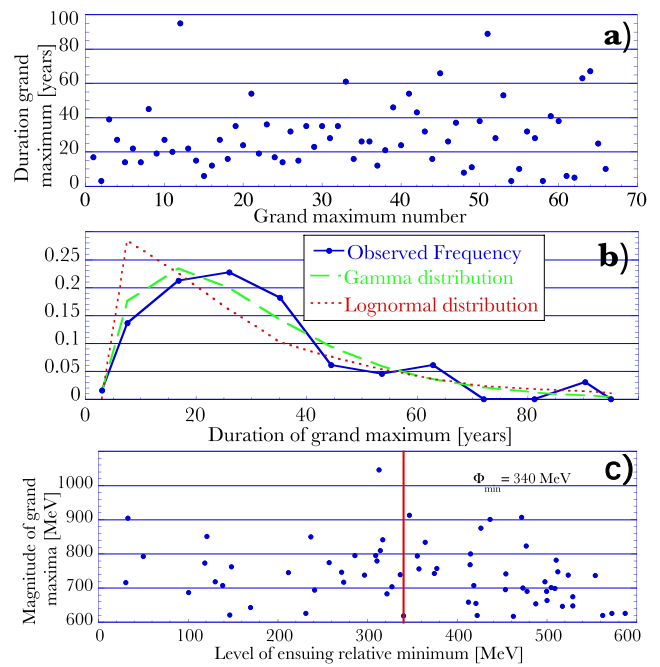 a)
100
80
60
40
20
0
Duration grand
maximum [years]
0 10 20 30 40 50 60 70
Grand maximum number
b)
Observed Frequency
Gamma distribution
Lognormal distribution
0.25
0.2
0.15
0.1
0.05
0
0 20 40 60 80
Duration of grand maximum [years]
c)
Φmin = 340 MeV
1000
900
800
700
600
Magnitude of grand
maxima [MeV]
0 100 200 300 400 500 600
Level of ensuing relative minimum [MeV]